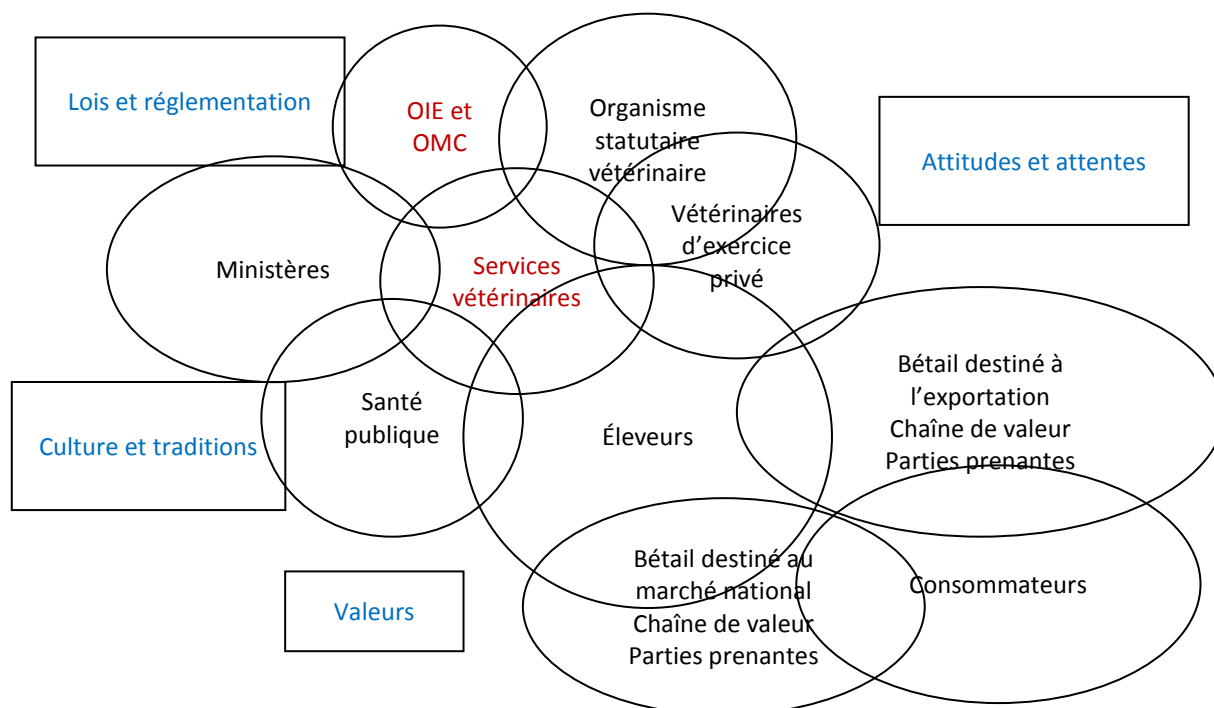 Lois et réglementation
OIE et
OMC
Organisme
statutaire
vétérinaire
Attitudes et attentes
Vétérinaires
d’exercice
privé
Ministères
Services
vétérinaires
Bétail destiné à
l’exportation
Chaîne de valeur
Parties prenantes
Santé
publique
Éleveurs
Culture et traditions
Bétail destiné au
marché national
Chaîne de valeur
Parties prenantes
Consommateurs
Valeurs